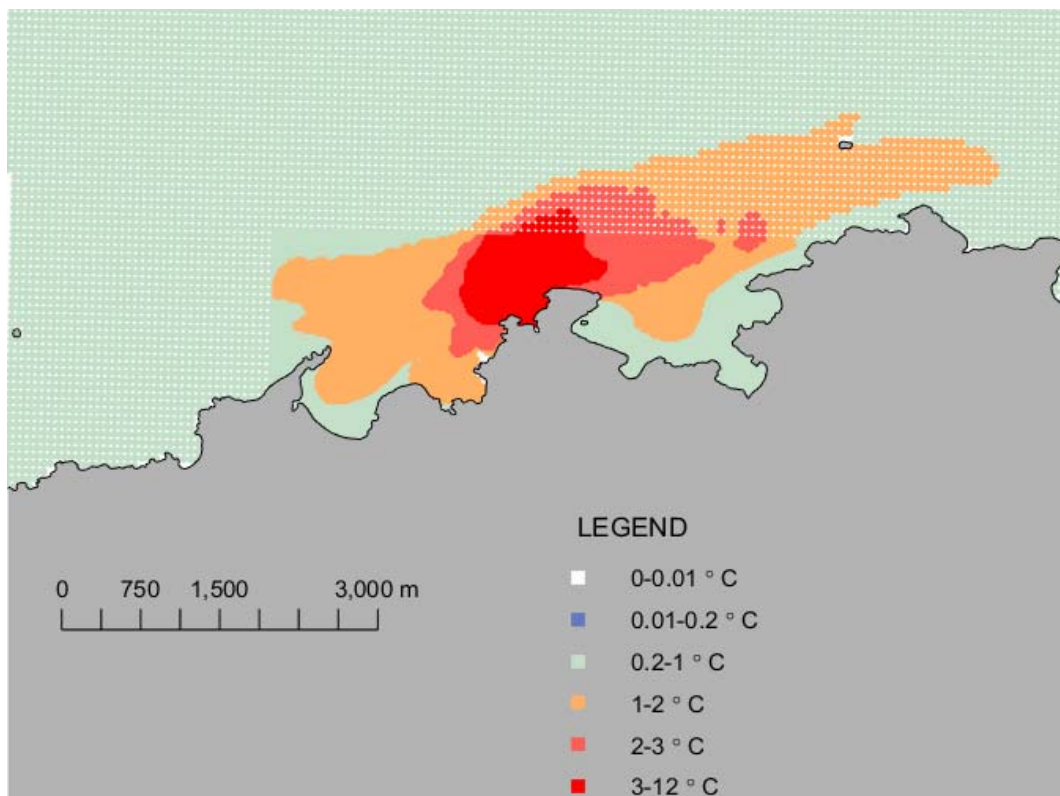 LEGEND
0-0.01 ° C
0.01-0.2 ° C
0 750 1,500 3,000 m
0.2-1 ° C
1-2 ° C
2-3 ° C
3-12 ° C